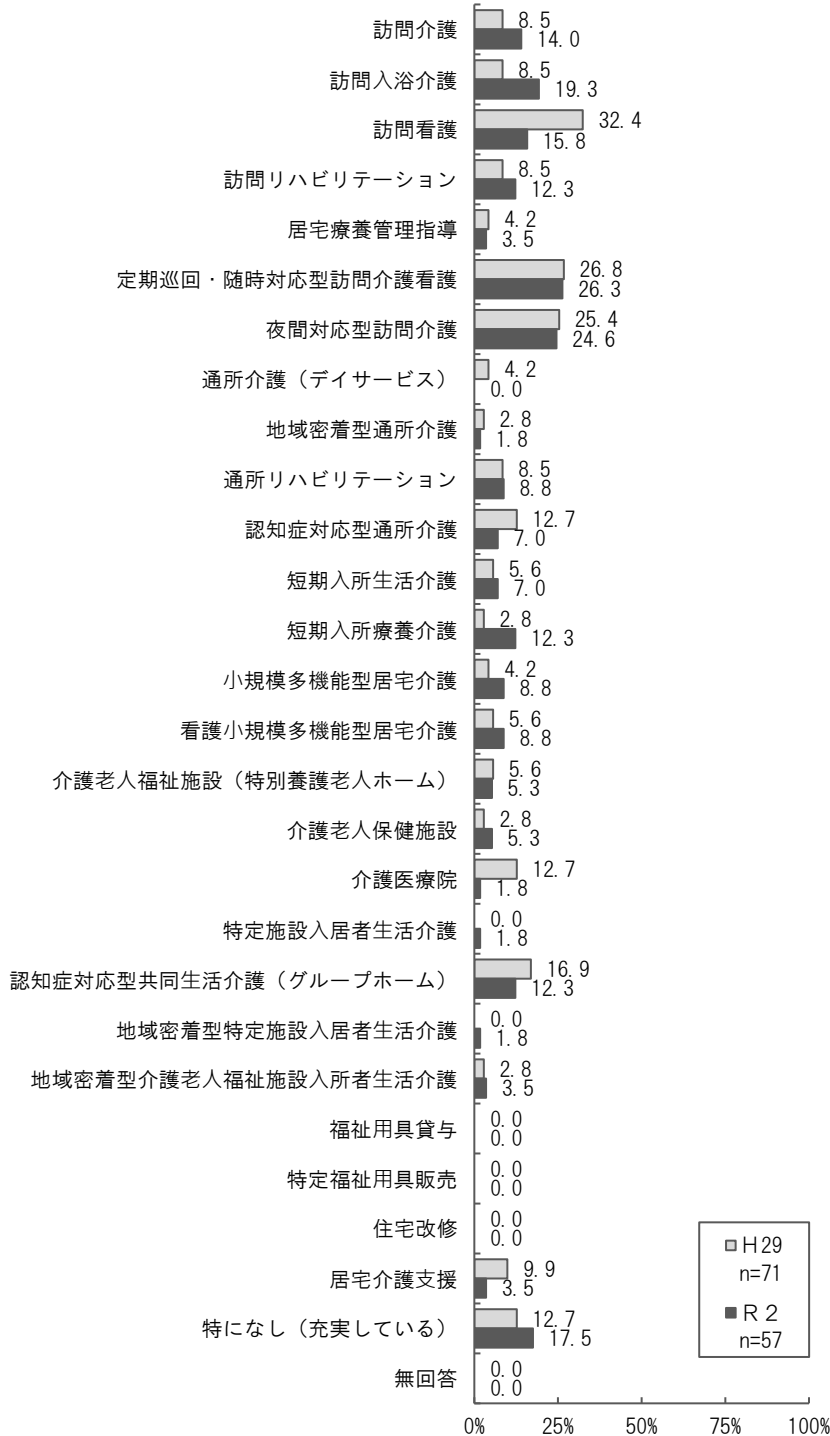 訪問介護
8.5
14.0
訪問入浴介護
8.5
19.3
訪問看護
32.4
15.8
訪問リハビリテーション
8.5
12.3
居宅療養管理指導
4.2
3.5
定期巡回・随時対応型訪問介護看護
26.8
26.3
夜間対応型訪問介護
25.4
24.6
通所介護（デイサービス）
4.2
0.0
地域密着型通所介護
2.8
1.8
通所リハビリテーション
8.5
8.8
認知症対応型通所介護
12.7
7.0
短期入所生活介護
5.6
7.0
短期入所療養介護
2.8
12.3
小規模多機能型居宅介護
4.2
8.8
看護小規模多機能型居宅介護
5.6
8.8
介護老人福祉施設（特別養護老人ホーム）
5.6
5.3
介護老人保健施設
2.8
5.3
介護医療院
12.7
1.8
特定施設入居者生活介護
0.0
1.8
認知症対応型共同生活介護（グループホーム）
16.9
12.3
地域密着型特定施設入居者生活介護
0.0
1.8
地域密着型介護老人福祉施設入所者生活介護
2.8
3.5
福祉用具貸与
0.0
0.0
特定福祉用具販売
0.0
0.0
住宅改修
0.0
0.0
居宅介護支援
9.9
3.5
特になし（充実している）
12.7
17.5
無回答
0.0
0.0
H29
n=71
R2
n=57
0% 25% 50% 75% 100%